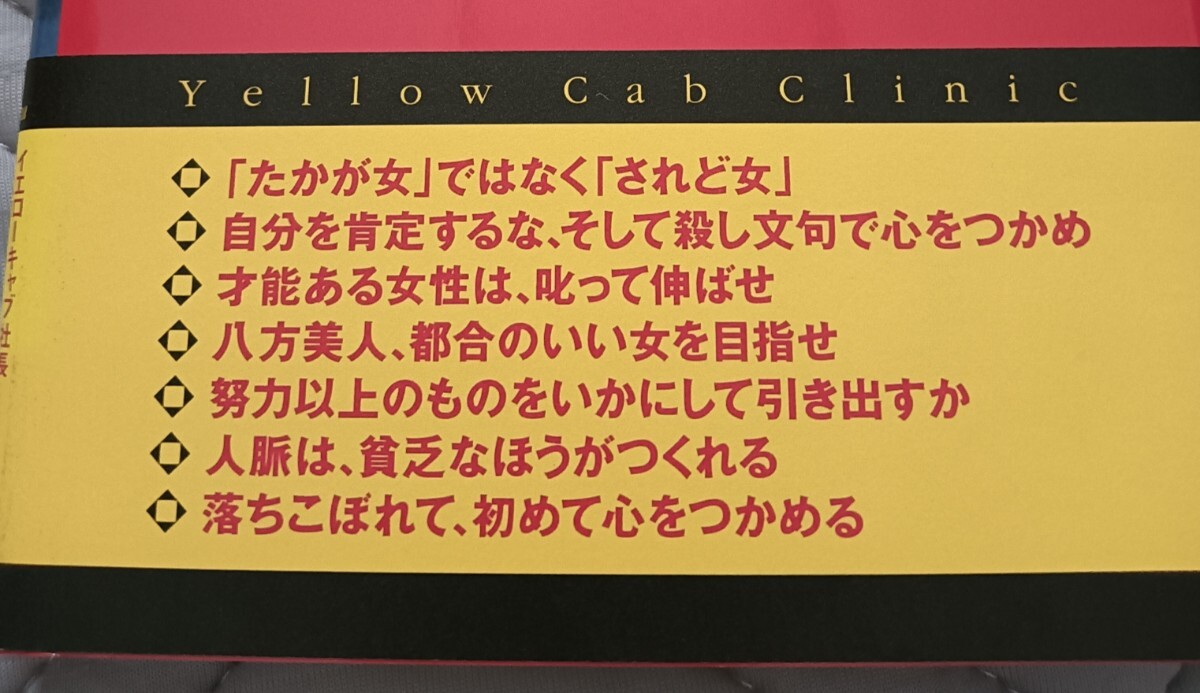 Yellow Cab Clinic
「たかが女」ではなく「されど女」
自分を肯定するな、そして殺し文句で心をつかめ
才能ある女性は、叱って伸ばせ
八方美人、都合のいい女を目指せ
努力以上のものをいかにして引き出すか
人脈は、貧乏なほうがつくれる
落ちこぼれて、初めて心をつかめる
イエローキャブ社長